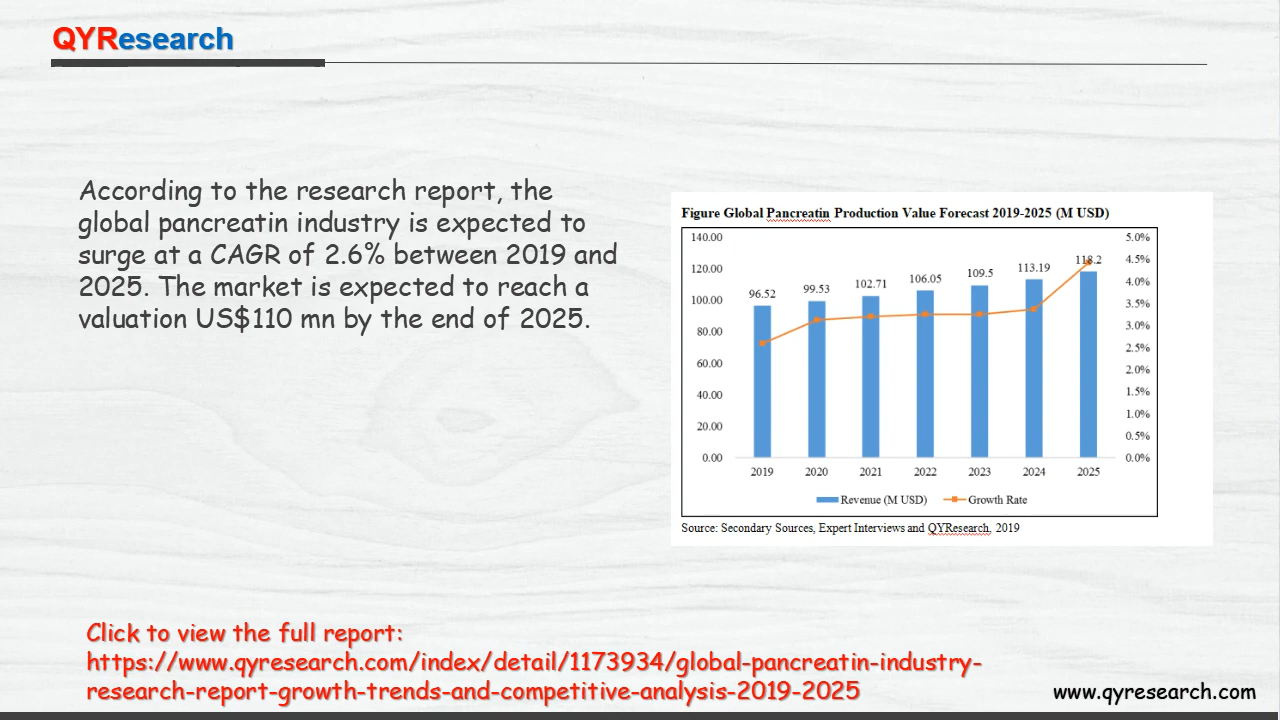 QYResearch
According to the research report, the
global pancreatin industry is expected to
surge at a CAGR of 2.6% between 2019 and
2025. The market is expected to reach a
valuation US$110 mn by the end of 2025.
Figure Global Pancreatin Production Value Forecast 2019-2025 (M USD)
140.00
120.00
100.00
80.00
60.00
40.00
20.00
0.00
96.52
99.53
102.71
106.05
109.5
113.19
118.2
5.0%
4.5%
4.0%
3.5%
3.0%
2.5%
2.0%
1.5%
1.0%
0.5%
0.0%
2019 2020 2021 2022 2023 2024 2025
Revenue (M USD) Growth Rate
Source: Secondary Sources, Expert Interviews and QYResearch, 2019
Click to view the full report:
https://www.qyresearch.com/index/detail/1173934/global-pancreatin-industry-
research-report-growth-trends-and-competitive-analysis-2019-2025
www.qyresearch.com